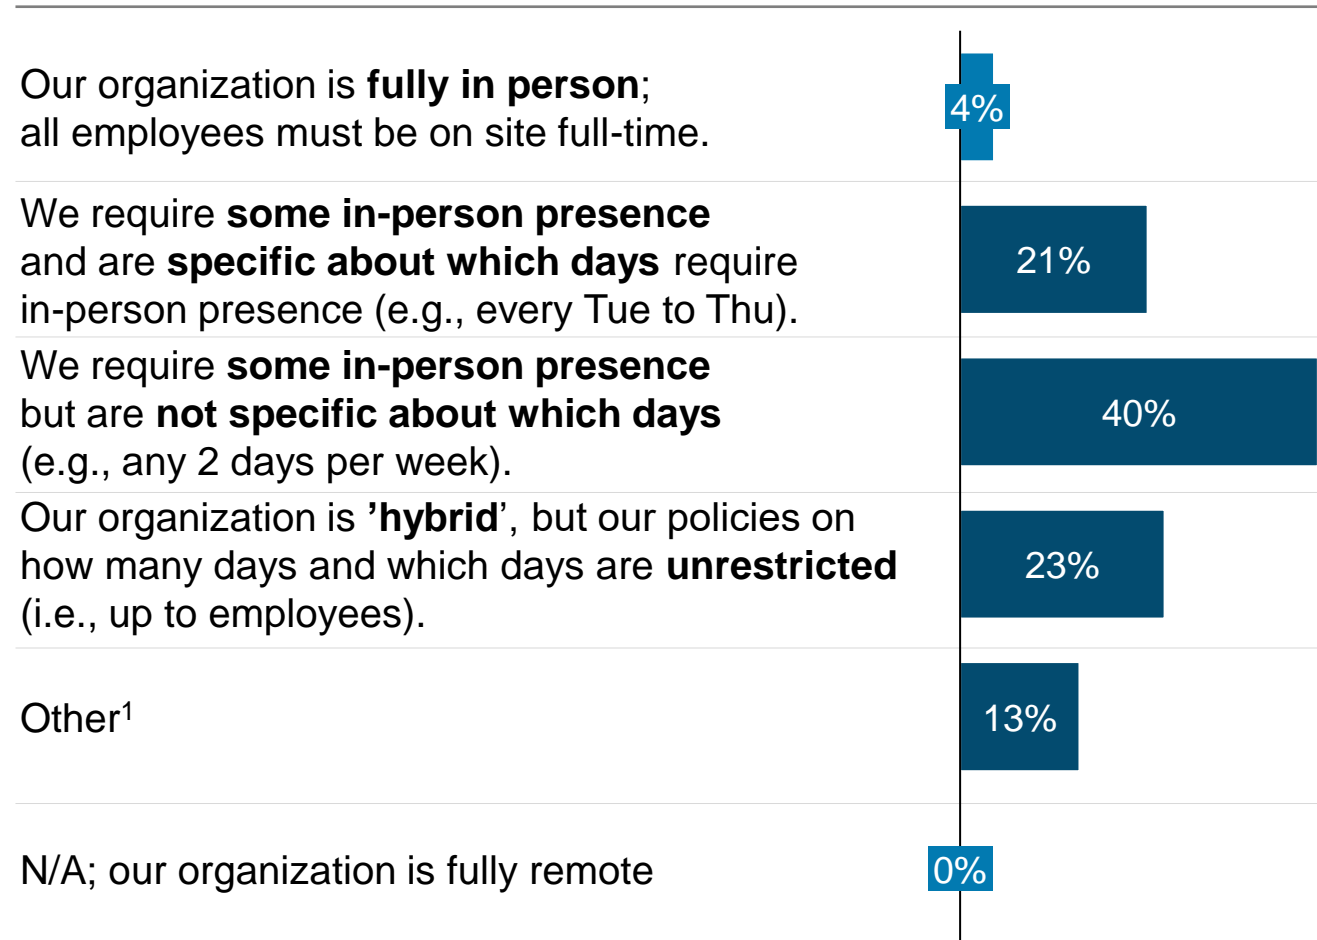 Our organization is fully in person;
all employees must be on site full-time.
4%
We require some in-person presence
and are specific about which days require
in-person presence (e.g., every Tue to Thu).
21%
We require some in-person presence
but are not specific about which days
(e.g., any 2 days per week).
40%
Our organization is ’hybrid’, but our policies on
how many days and which days are unrestricted
(i.e., up to employees).
23%
Other¹
13%
N/A; our organization is fully remote
0%